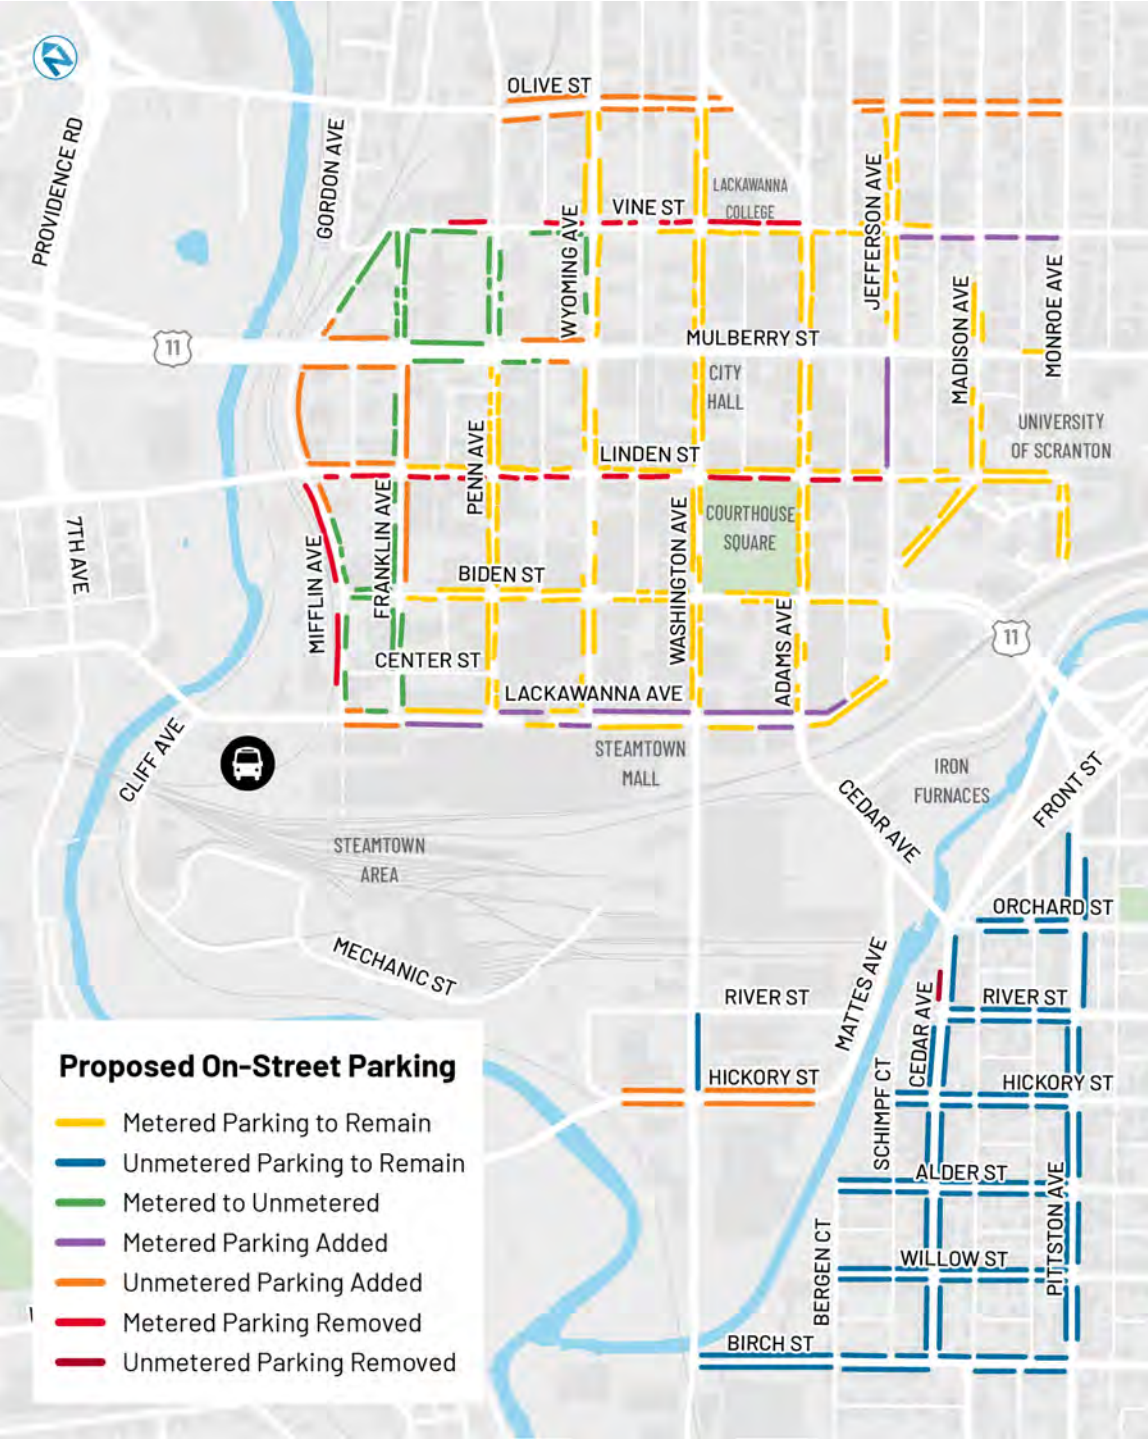 OLIVE ST
PROVIDENCE RD
GORDON AVE
LACKAWANNA
COLLEGE
VINE ST
WYOMING AVE
JEFFERSON AVE
MADISON AVE
MONROE AVE
11
MULBERRY ST
CITY
HALL
UNIVERSITY
OF SCRANTON
LINDEN ST
PENN AVE
FRANKLIN AVE
COURTHOUSE
SQUARE
WASHINGTON AVE
7TH AVE
MIFFLIN AVE
BIDEN ST
ADAMS AVE
11
CENTER ST
LACKAWANNA AVE
CLIFF AVE
STEAMTOWN
MALL
IRON
FURNACES
FRONT ST
CEDAR AVE
STEAMTOWN
AREA
ORCHARD ST
MECHANIC ST
MATTES AVE
RIVER ST
CEDAR AVE
RIVER ST
HICKORY ST
SCHIMPF CT
HICKORY ST
ALDER ST
PITTSTON AVE
BERGEN CT
WILLOW ST
BIRCH ST
Proposed On-Street Parking
Metered Parking to Remain
Unmetered Parking to Remain
Metered to Unmetered
Metered Parking Added
Unmetered Parking Added
Metered Parking Removed
Unmetered Parking Removed